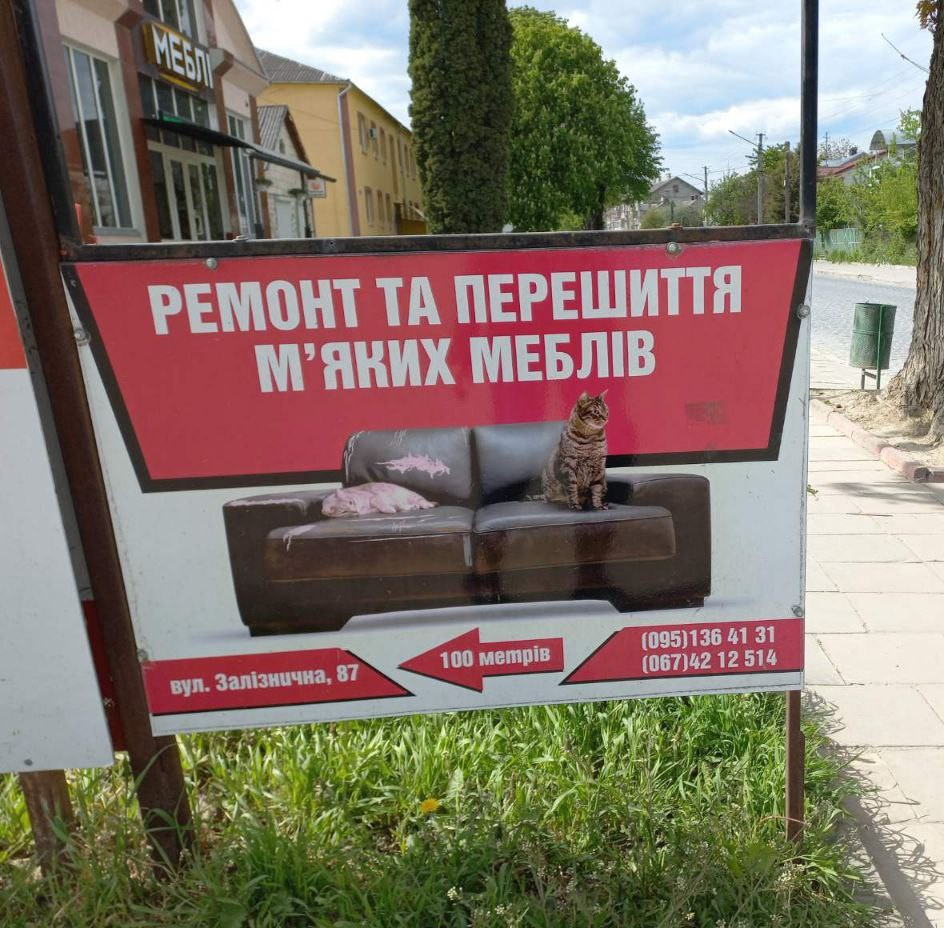 МЕБЛІ
РЕМОНТ ТА ПЕРЕШИТТЯ
М'ЯКИХ МЕБЛІВ
вул. Залізнична, 87
100 метрів
(095)136 41 31
(067)42 12 514